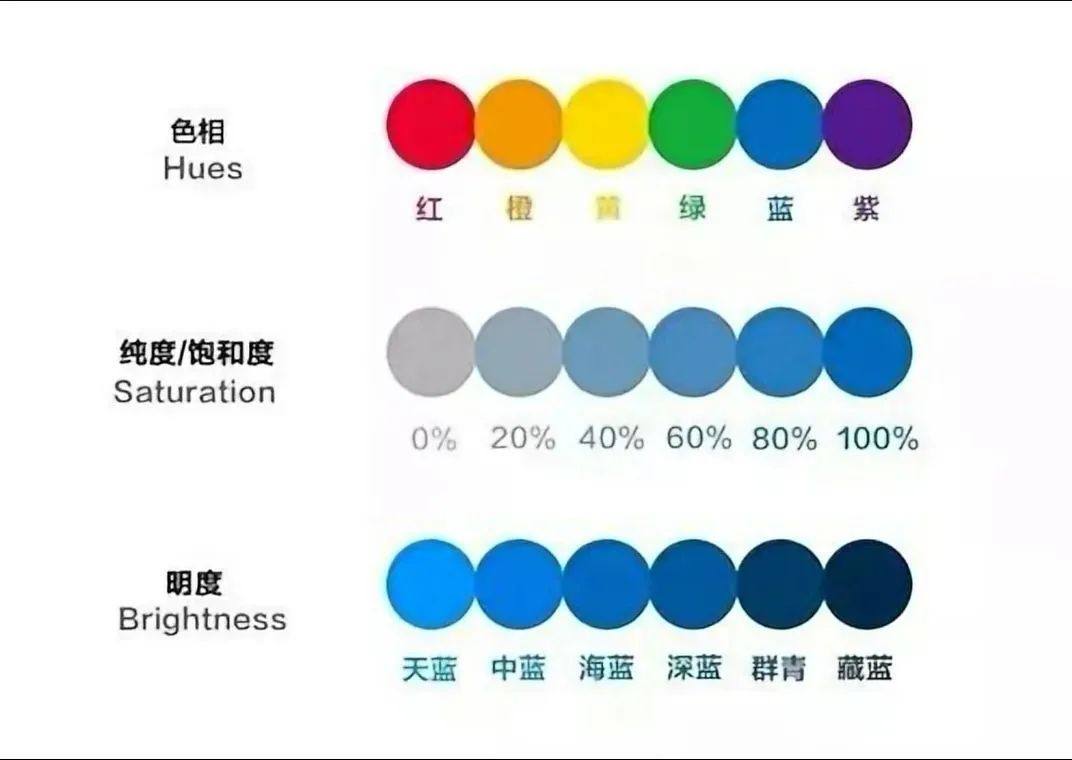 色相
Hues
红 橙 黄 绿 蓝 紫
纯度/饱和度
Saturation
0% 20% 40% 60% 80% 100%
明度
Brightness
天蓝 中蓝 海蓝 深蓝 群青 藏蓝